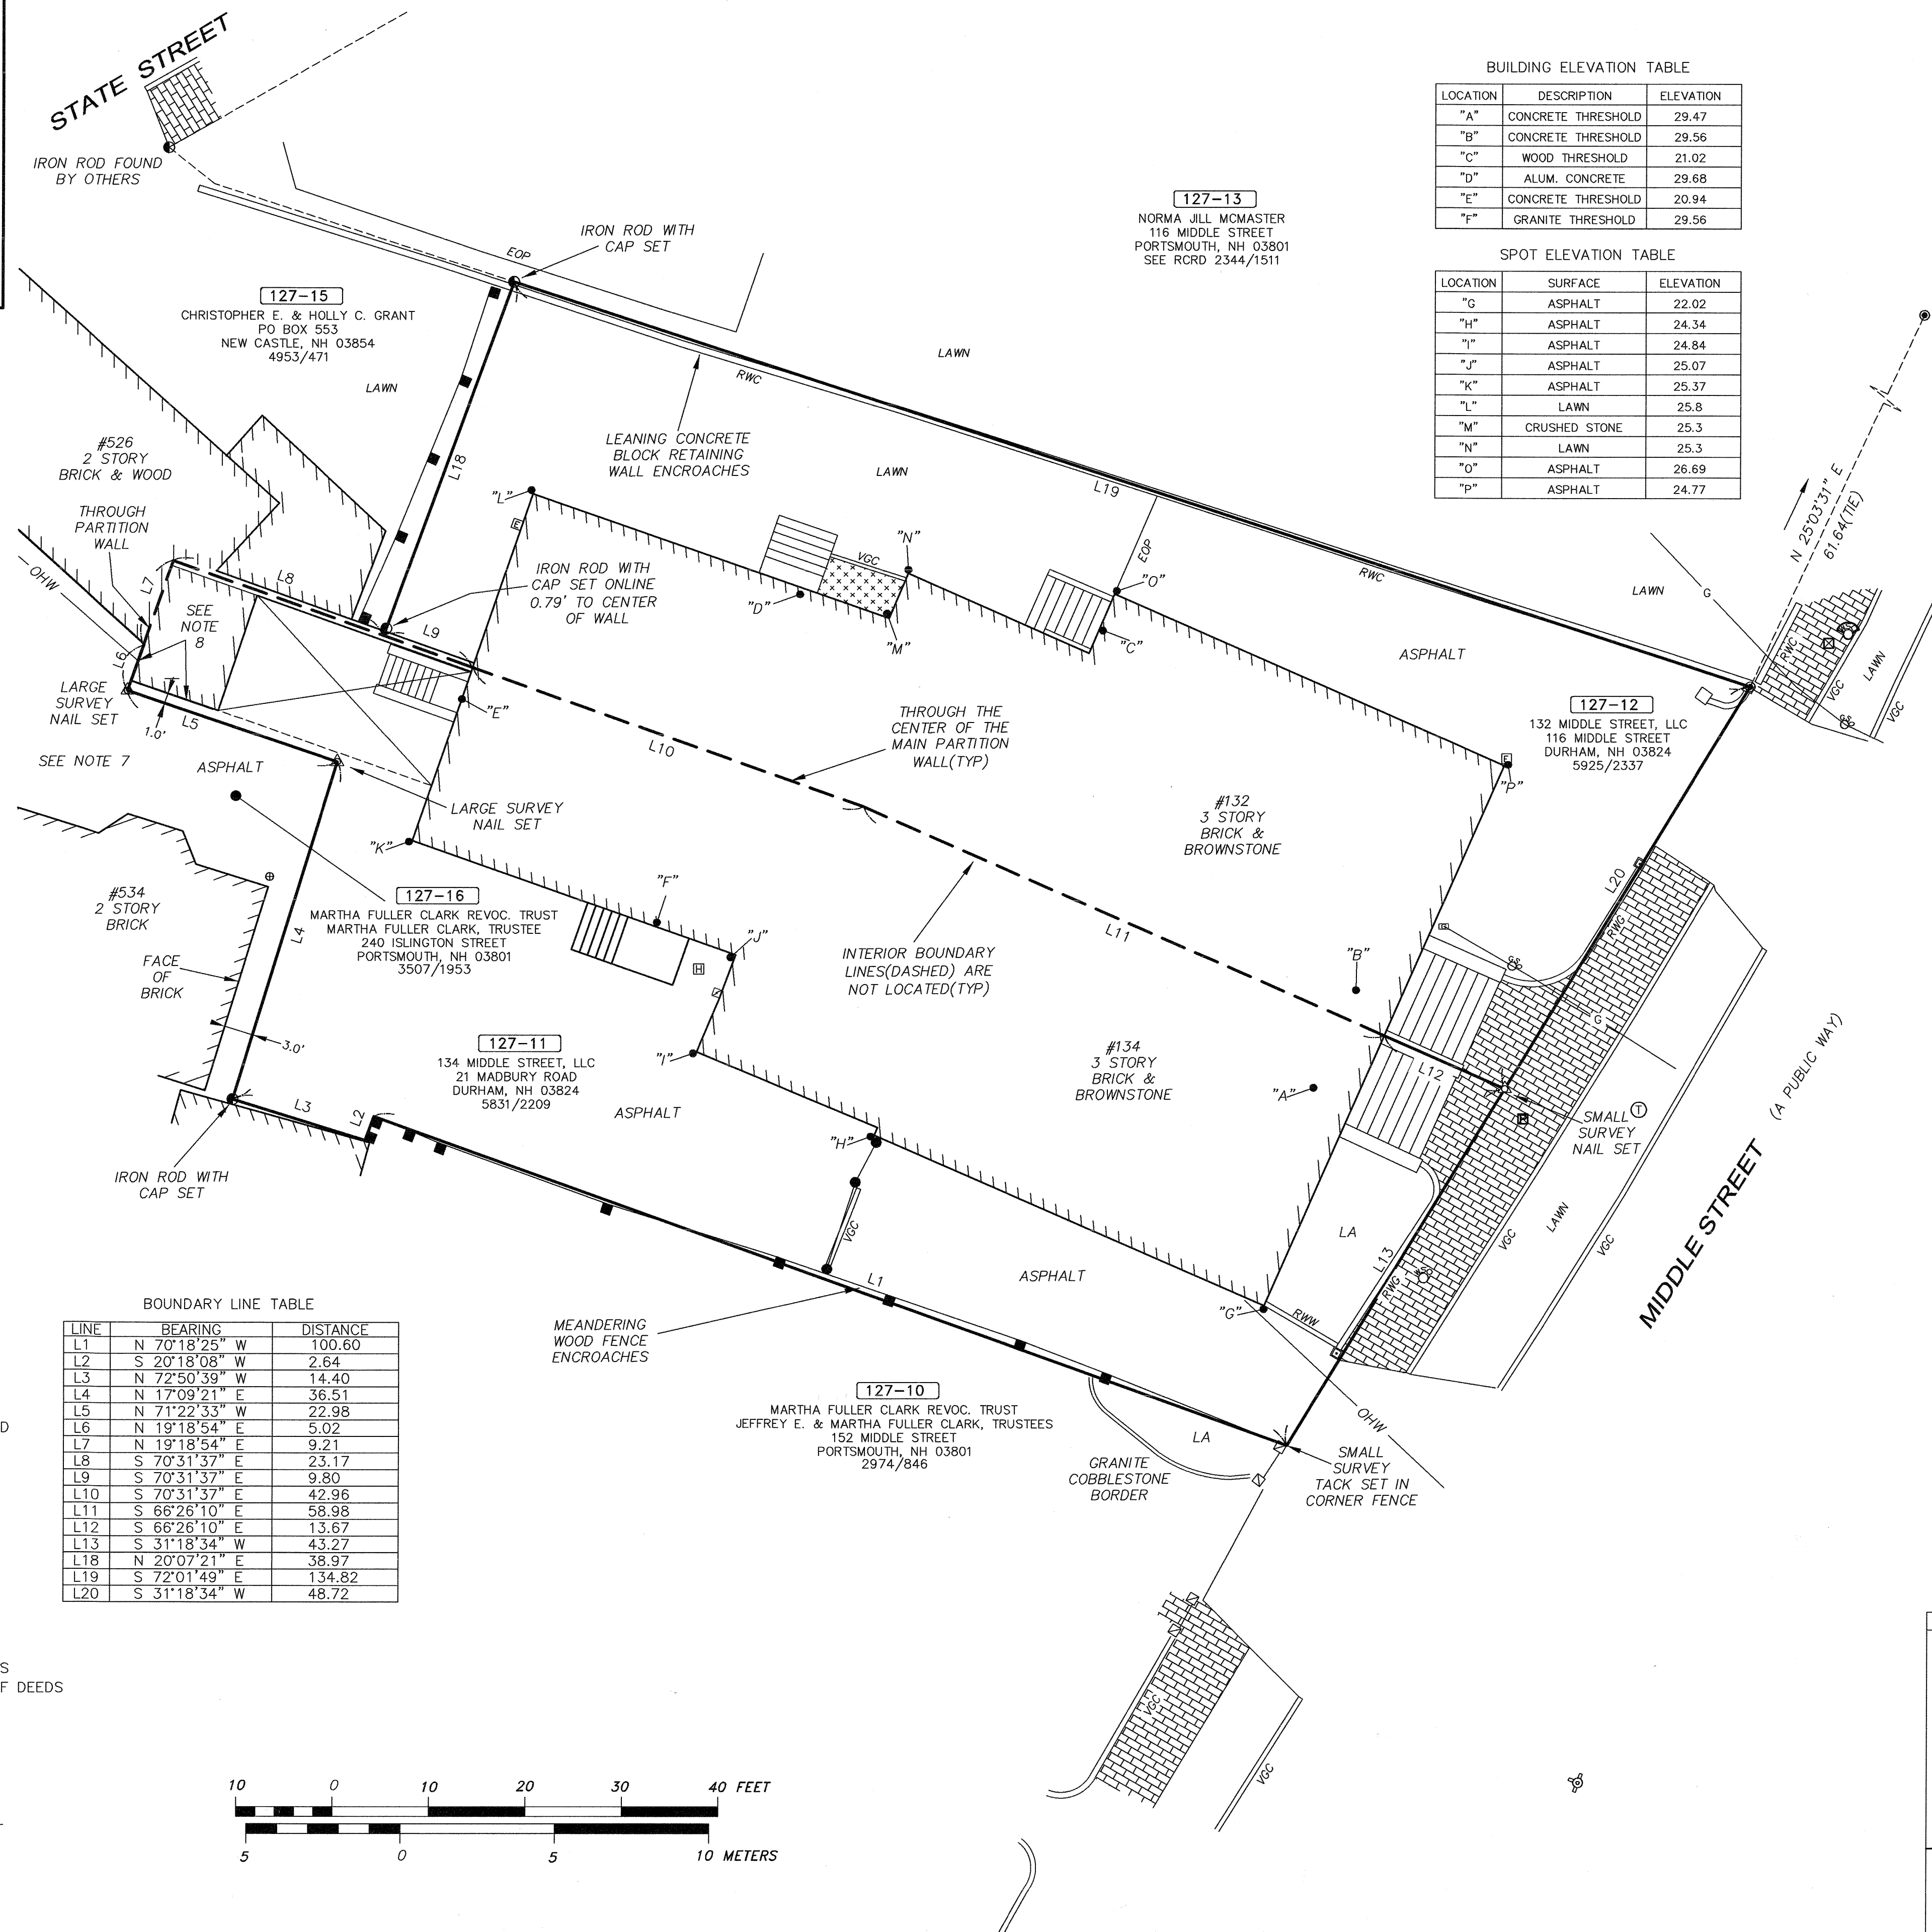 STATE STREET
IRON ROD FOUND
BY OTHERS
BUILDING ELEVATION TABLE
LOCATION DESCRIPTION ELEVATION
"A" CONCRETE THRESHOLD 29.47
"B" CONCRETE THRESHOLD 29.56
"C" WOOD THRESHOLD 21.02
"D" ALUM. CONCRETE 29.68
"E" CONCRETE THRESHOLD 20.94
"F" GRANITE THRESHOLD 29.56
SPOT ELEVATION TABLE
LOCATION SURFACE ELEVATION
"G ASPHALT 22.02
"H" ASPHALT 24.34
"I" ASPHALT 24.84
"J" ASPHALT 25.07
"K" ASPHALT 25.37
"L" LAWN 25.8
"M" CRUSHED STONE 25.3
"N" LAWN 25.3
"O" ASPHALT 26.69
"P" ASPHALT 24.77
127-13
NORMA JILL MCMASTER
116 MIDDLE STREET
PORTSMOUTH, NH 03801
SEE RCRD 2344/1511
IRON ROD WITH
CAP SET
EOP
127-15
CHRISTOPHER E. & HOLLY C. GRANT
PO BOX 553
NEW CASTLE, NH 03854
4953/471
LAWN
LAWN
RWC
#526
2 STORY
BRICK & WOOD
L18
LEANING CONCRETE
BLOCK RETAINING
WALL ENCROACHES
LAWN
L19
N 25°03'31" E
61.64(TIE)
THROUGH
PARTITION
WALL
OHW
"L"
E
"N"
VGC
EOP
RWC
LAWN
G
IRON ROD WITH
CAP SET ONLINE
0.79' TO CENTER
OF WALL
L7
L8
SEE
NOTE
8
L9
"D"
"M"
"O"
"C"
ASPHALT
RWC
LAWN
VGC
VGC
L6
LARGE
SURVEY
NAIL SET
L5
1.0'
"E"
SEE NOTE 7
ASPHALT
L10
THROUGH THE
CENTER OF THE
MAIN PARTITION
WALL(TYP)
127-12
132 MIDDLE STREET, LLC
116 MIDDLE STREET
DURHAM, NH 03824
5925/2337
E
"P"
LARGE SURVEY
NAIL SET
#132
3 STORY
BRICK &
BROWNSTONE
"K"
#534
2 STORY
BRICK
127-16
MARTHA FULLER CLARK REVOC. TRUST
MARTHA FULLER CLARK, TRUSTEE
240 ISLINGTON STREET
PORTSMOUTH, NH 03801
3507/1953
"F"
"J"
H
L4
L20
RWG
L11
FACE
OF
BRICK
INTERIOR BOUNDARY
LINES(DASHED) ARE
NOT LOCATED(TYP)
"B"
GSO
G
3.0'
127-11
134 MIDDLE STREET, LLC
21 MADBURY ROAD
DURHAM, NH 03824
5831/2209
"I"
#134
3 STORY
BRICK &
BROWNSTONE
"A"
L12
ASPHALT
L3
L2
"H"
SMALL
SURVEY
NAIL SET
T
MIDDLE STREET
(A PUBLIC WAY)
IRON ROD WITH
CAP SET
VGC
LA
L13
RWG
WSO
VGC
LAWN
VGC
L1
ASPHALT
"G"
RWW
MEANDERING
WOOD FENCE
ENCROACHES
BOUNDARY LINE TABLE
LINE BEARING DISTANCE
L1 N 70°18'25" W 100.60
L2 S 20°18'08" W 2.64
L3 N 72°50'39" W 14.40
L4 N 17°09'21" E 36.51
L5 N 71°22'33" W 22.98
L6 N 19°18'54" E 5.02
L7 N 19°18'54" E 9.21
L8 S 70°31'37" E 23.17
L9 S 70°31'37" E 9.80
L10 S 70°31'37" E 42.96
L11 S 66°26'10" E 58.98
L12 S 66°26'10" E 13.67
L13 S 31°18'34" W 43.27
L18 N 20°07'21" E 38.97
L19 S 72°01'49" E 134.82
L20 S 31°18'34" W 48.72
127-10
MARTHA FULLER CLARK REVOC. TRUST
JEFFREY E. & MARTHA FULLER CLARK, TRUSTEES
152 MIDDLE STREET
PORTSMOUTH, NH 03801
2974/846
GRANITE
COBBLESTONE
BORDER
LA
OHW
SMALL
SURVEY
TACK SET IN
CORNER FENCE
D
S
F DEEDS
VGC
VGC
10 0 10 20 30 40 FEET
5 0 5 10 METERS